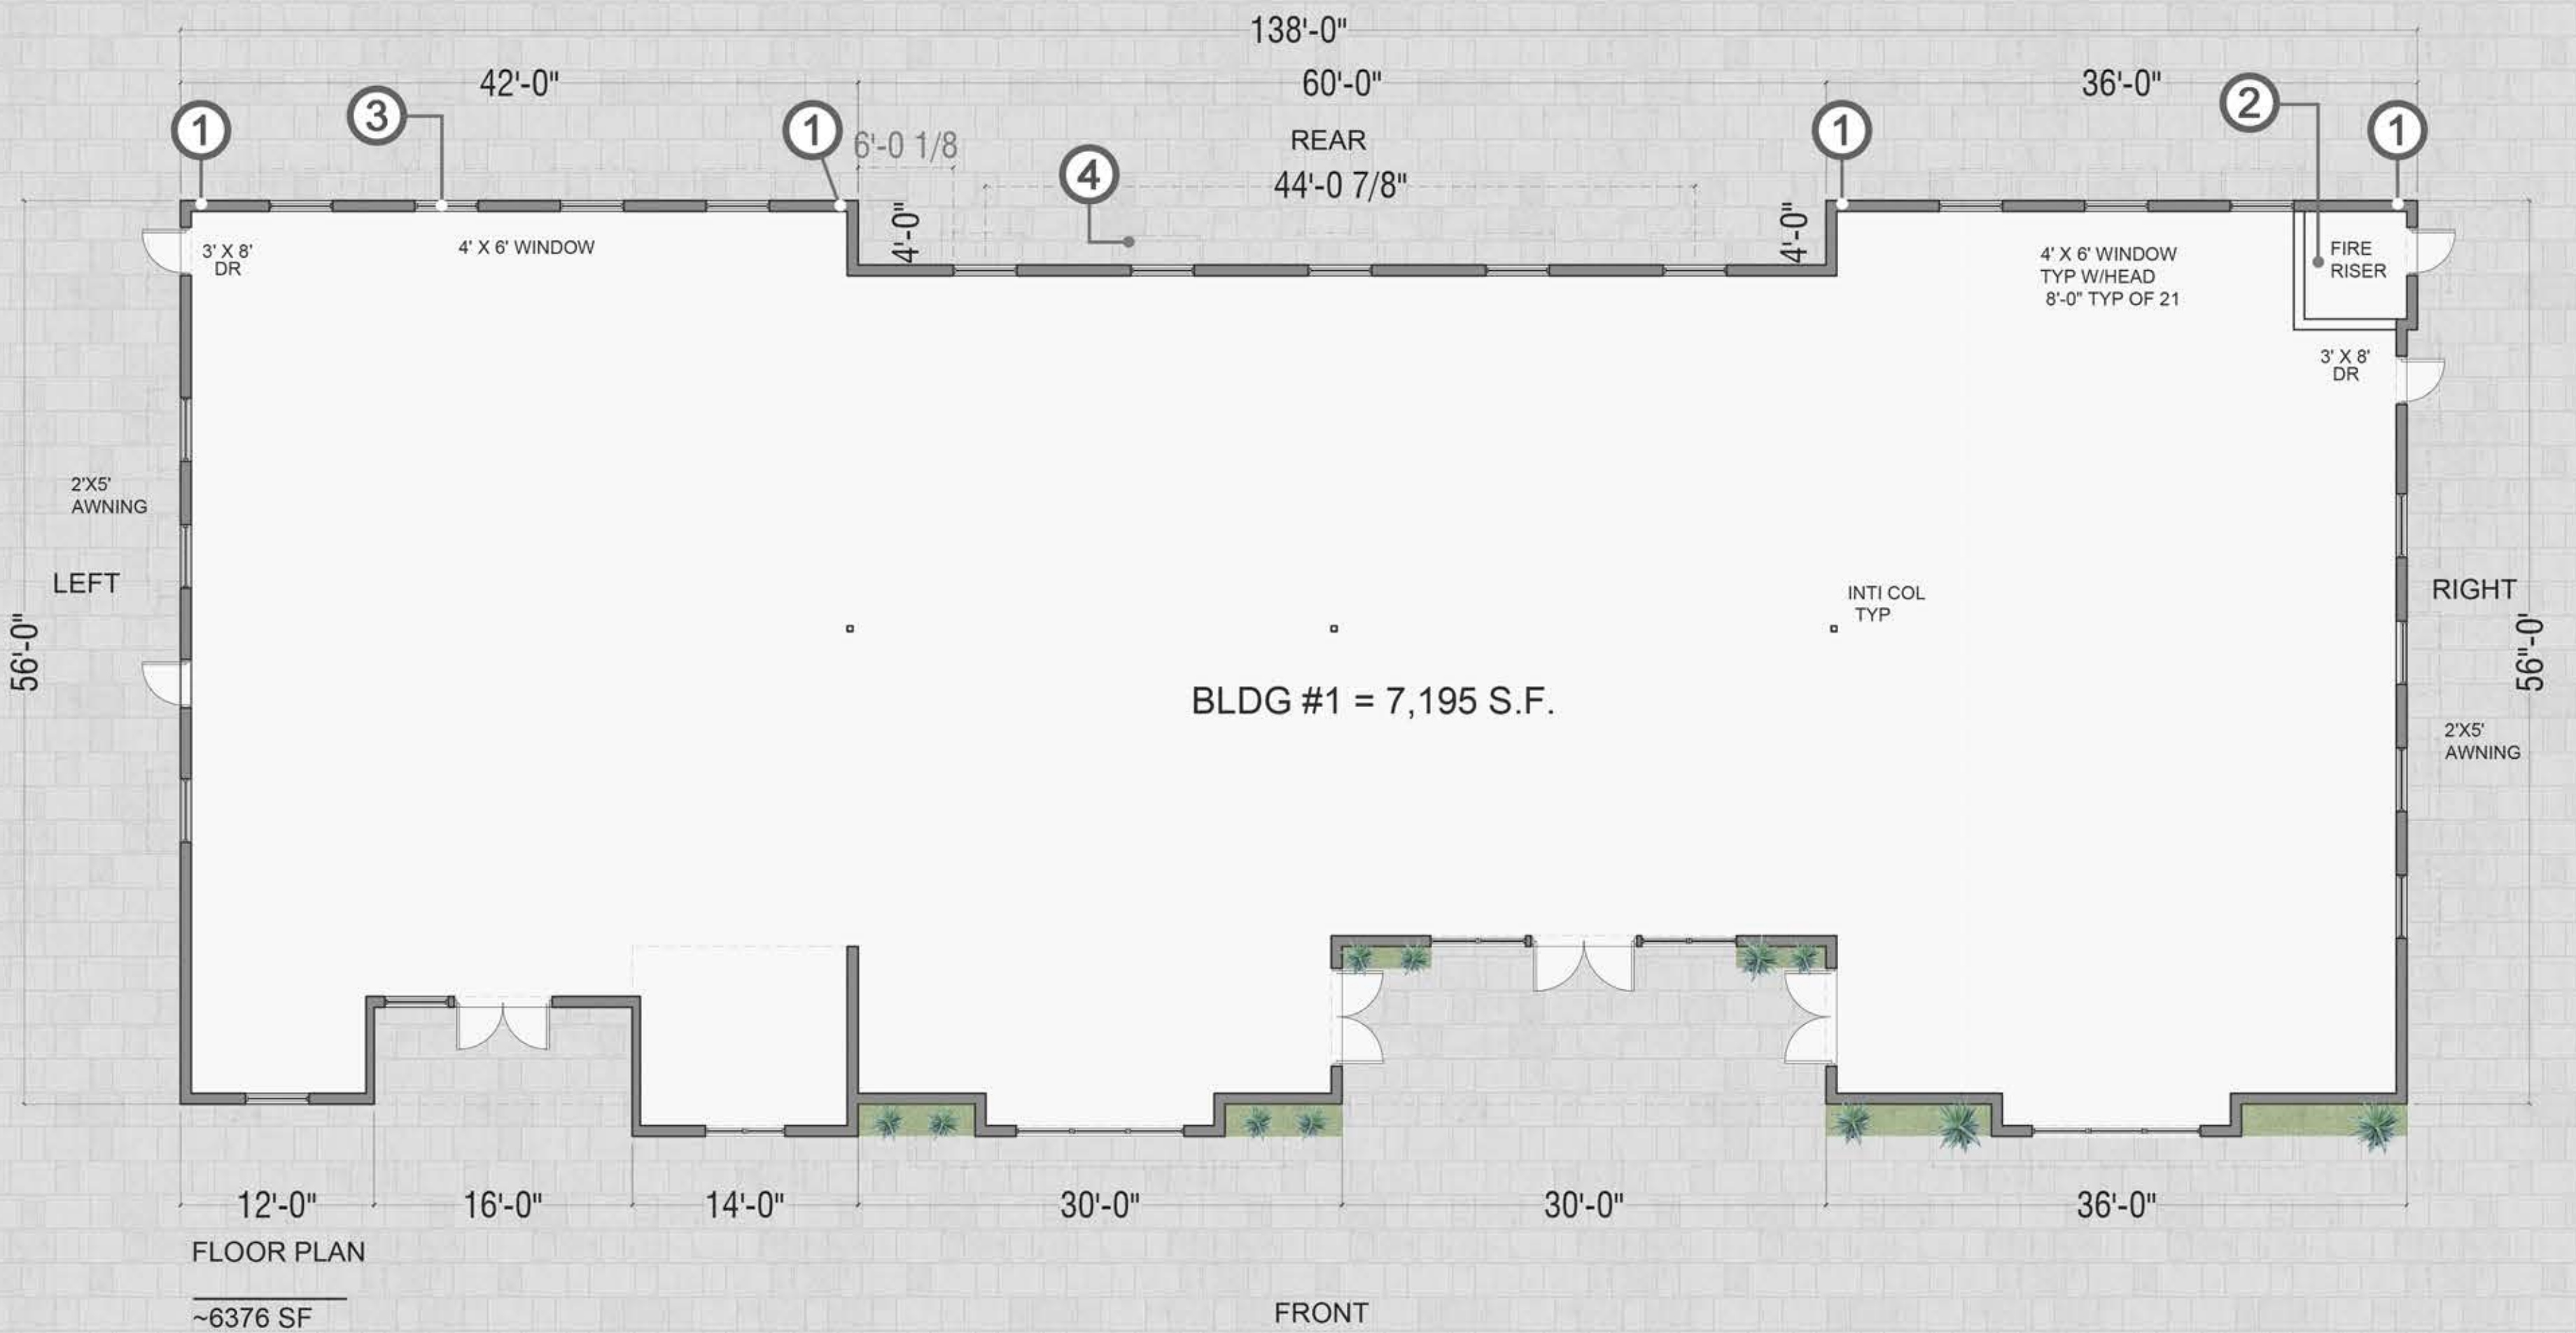 138'-0"
42'-0"
60'-0"
36'-0"
1
3
1
6'-0 1/8
4
REAR
44'-0 7/8"
1
2
1
4'-0"
4'-0"
3' X 8'
DR
4' X 6' WINDOW
4' X 6' WINDOW
TYP W/HEAD
8'-0" TYP OF 21
FIRE
RISER
3' X 8'
DR
2'X5'
AWNING
LEFT
56'-0"
INTI COL
TYP
RIGHT
56"-0'
BLDG #1 = 7,195 S.F.
2'X5'
AWNING
12'-0"
16'-0"
14'-0"
30'-0"
30'-0"
36'-0"
FLOOR PLAN
~6376 SF
FRONT